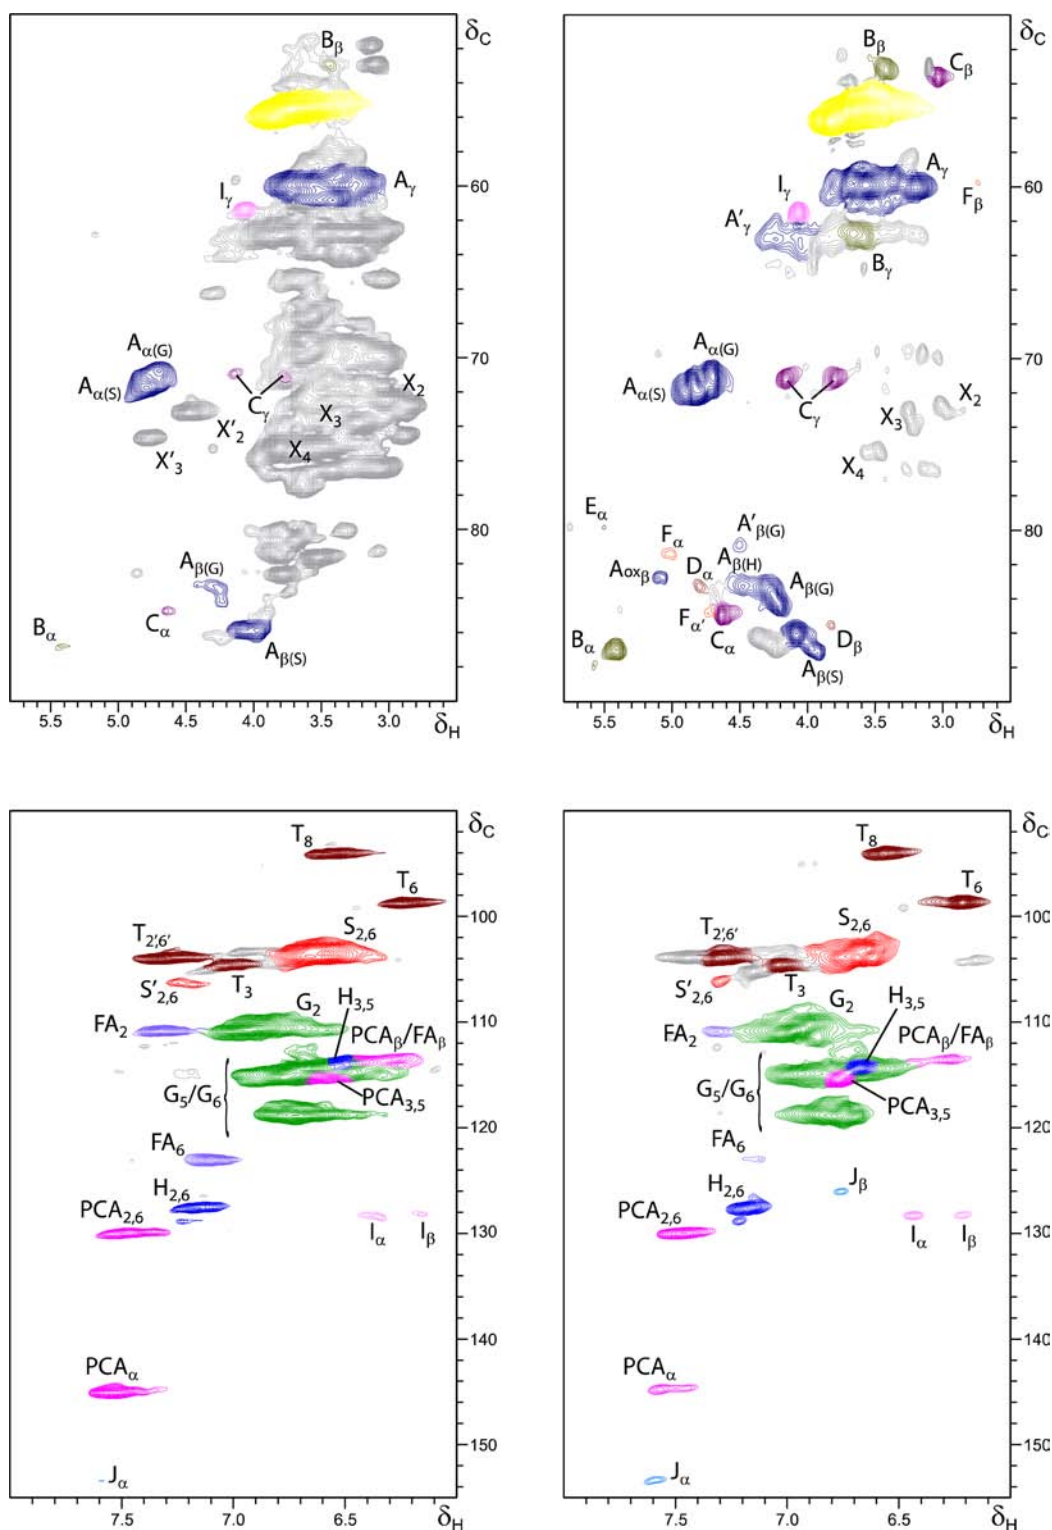 δC
Bβ
Aγ
Iγ
60
Aα(G)
Aα(S)
Cγ
X2
X3
X'2
X'3
X4
70
80
Aβ(G)
Cα
Bα
Aβ(S)
5.5 5.0 4.5 4.0 3.5 3.0
δH
δC
Bβ
Cβ
Aγ
Fβ
Iγ
A'γ
Bγ
60
Aα(G)
Aα(S)
Cγ
X2
X3
X4
70
Eα
A'β(G)
Fα
Aβ(H)
Aoxβ
Dα
Aβ(G)
Fα'
Bα
Cα
Dβ
Aβ(S)
80
5.5 5.0 4.5 4.0 3.5 3.0
δH
δC
T8
T6
100
T2'6'
S2,6
S'2,6
T3
H3,5
FA2
G2
PCAβ/FAβ
110
G5/G6
PCA3,5
120
FA6
H2,6
PCA2,6
Iα
Iβ
130
140
PCAα
150
Jα
7.5 7.0 6.5
δH
δC
T8
T6
100
T2'6'
S2,6
S'2,6
T3
G2
H3,5
FA2
PCAβ/FAβ
110
G5/G6
PCA3,5
120
FA6
Jβ
H2,6
PCA2,6
Iα
Iβ
130
140
PCAα
150
Jα
7.5 7.0 6.5
δH